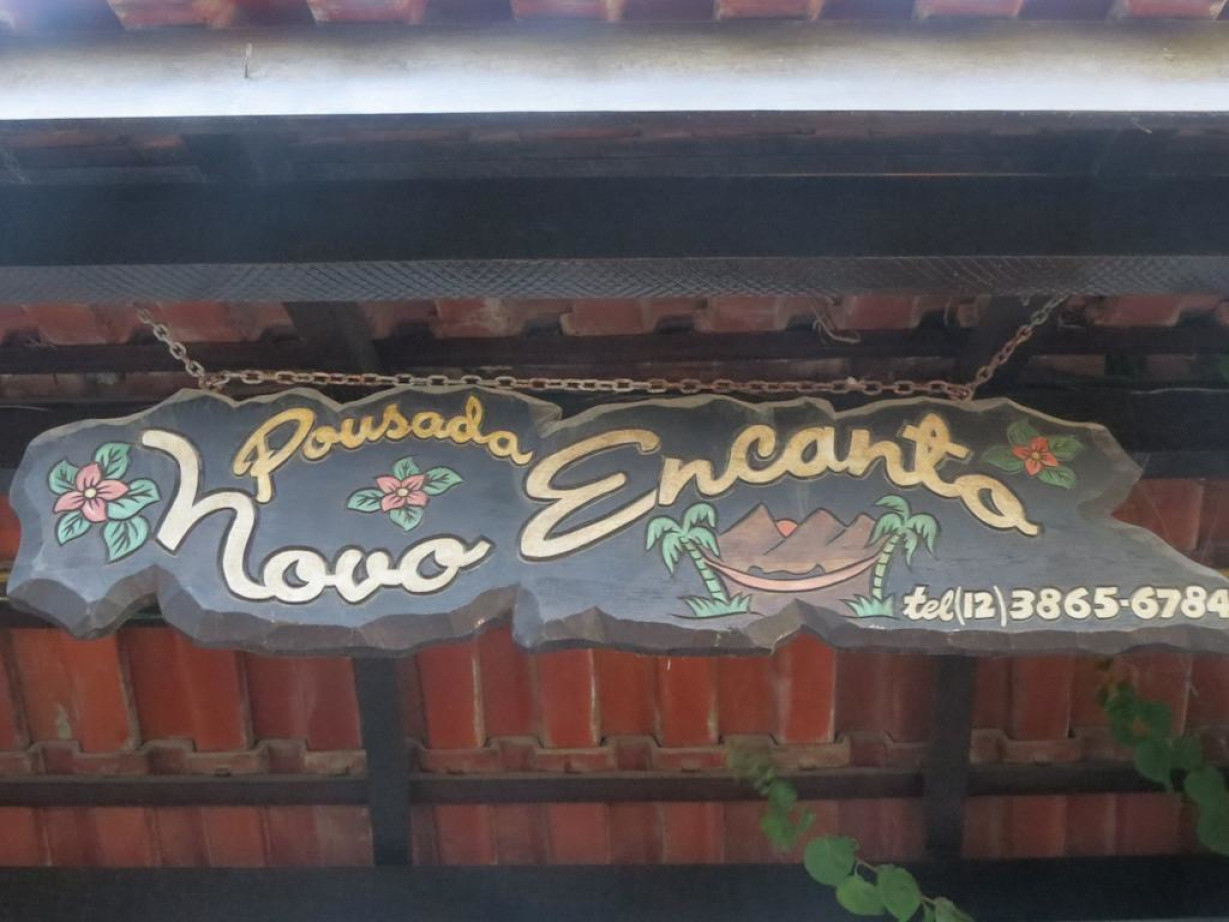 Pousada
Novo Encanto
tel(12)3865-6784